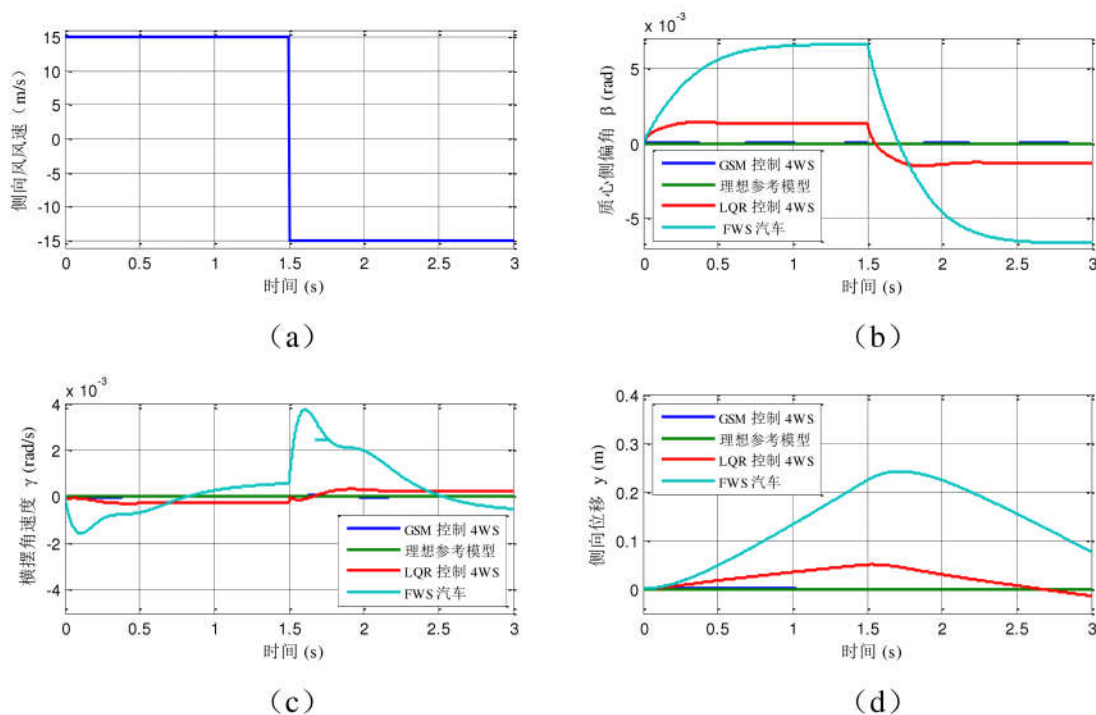 15
10
5
0
-5
-10
-15
侧向风风速（m/s）
0 0.5 1 1.5 2 2.5 3
时间 (s)
（a）
x 10⁻³
5
0
-5
质心侧偏角 β (rad)
GSM 控制 4WS
理想参考模型
LQR 控制 4WS
FWS 汽车
0 0.5 1 1.5 2 2.5 3
时间 (s)
（b）
x 10⁻³
4
2
0
-2
-4
横摆角速度 γ (rad/s)
GSM 控制 4WS
理想参考模型
LQR 控制 4WS
FWS 汽车
0 0.5 1 1.5 2 2.5 3
时间 (s)
（c）
0.4
0.3
0.2
0.1
0
侧向位移 y (m)
GSM 控制 4WS
理想参考模型
LQR 控制 4WS
FWS 汽车
0 0.5 1 1.5 2 2.5 3
时间 (s)
（d）